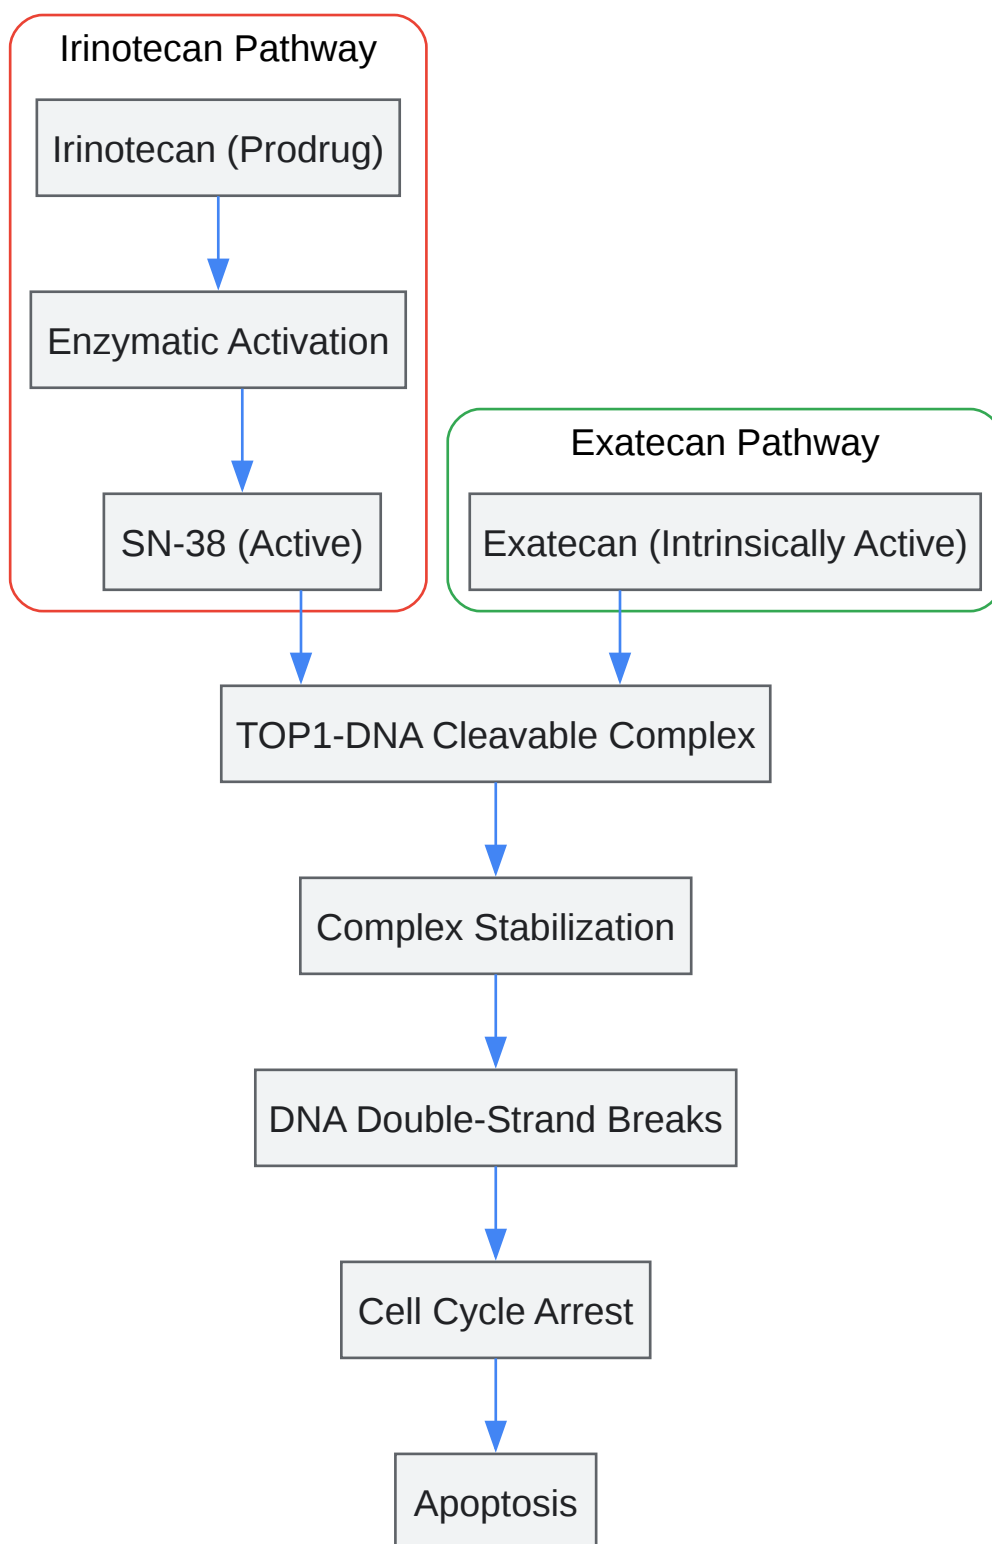 Irinotecan Pathway
Irinotecan (Prodrug)
Enzymatic Activation
SN-38 (Active)
Exatecan Pathway
Exatecan (Intrinsically Active)
TOP1-DNA Cleavable Complex
Complex Stabilization
DNA Double-Strand Breaks
Cell Cycle Arrest
Apoptosis